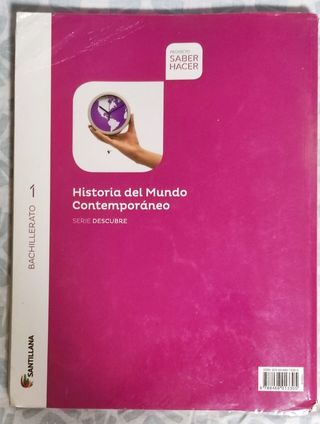 PROYECTO
SABER
HACER
Historia del Mundo
Contemporáneo
SERIE DESCUBRE
BACHILLERATO 1
SANTILLANA